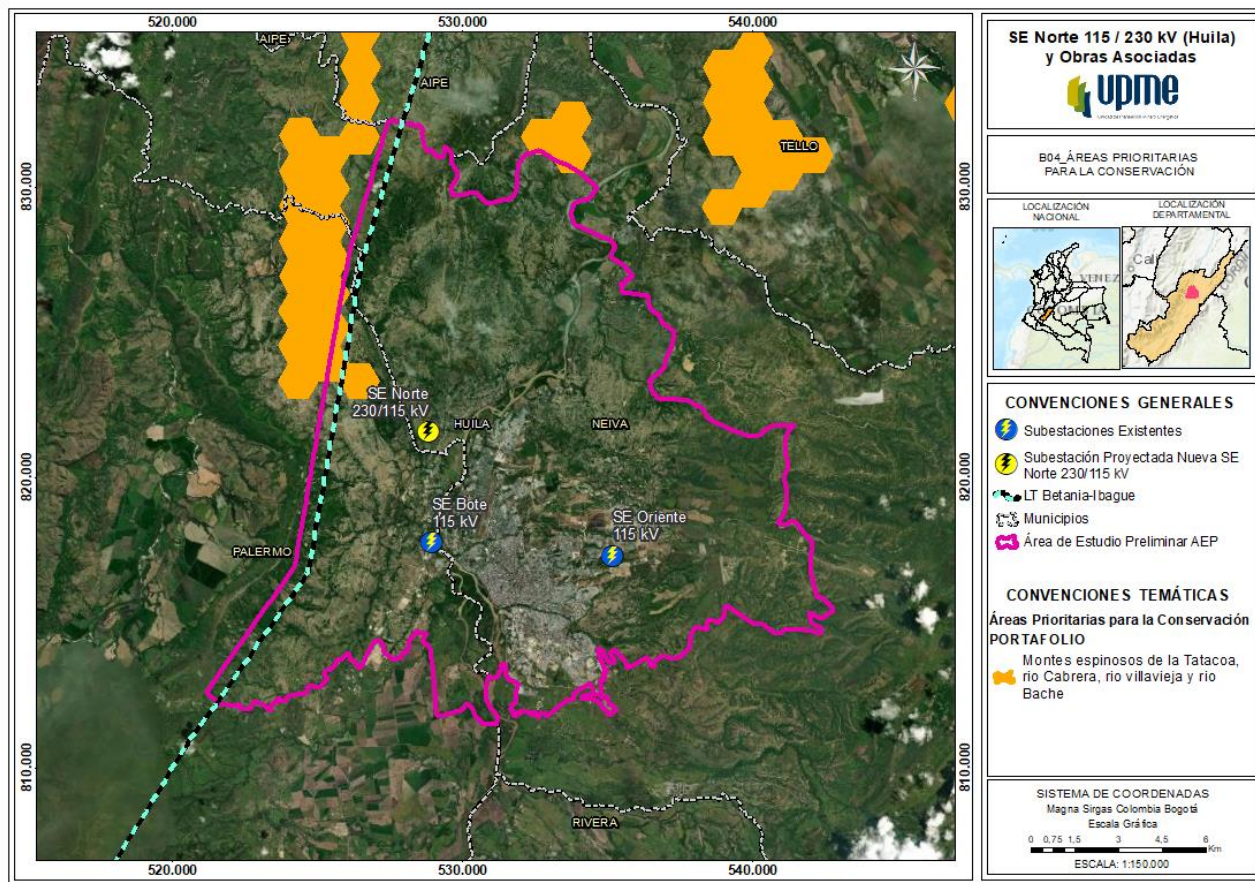 520.000
530.000
540.000
830.000
820.000
810.000
830.000
820.000
810.000
AIPE
AIPE
TELLO
SE Norte
230/115 kV
HUILA
NEIVA
SE Bote
115 kV
SE Oriente
115 kV
PALERMO
RIVERA
520.000
530.000
540.000
SE Norte 115 / 230 kV (Huila)
y Obras Asociadas
upme
B04_ÁREAS PRIORITARIAS
PARA LA CONSERVACIÓN
LOCALIZACIÓN
NACIONAL
LOCALIZACIÓN
DEPARTAMENTAL
VENEZ
Cali
CONVENCIONES GENERALES
Subestaciones Existentes
Subestación Proyectada Nueva SE
Norte 230/115 kV
LT Betania-Ibague
Municipios
Área de Estudio Preliminar AEP
CONVENCIONES TEMÁTICAS
Áreas Prioritarias para la Conservación
PORTAFOLIO
Montes espinosos de la Tatacoa,
rio Cabrera, rio villavieja y rio
Bache
SISTEMA DE COORDENADAS
Magna Sirgas Colombia Bogotá
Escala Gráfica
0 0,75 1,5 3 4,5 6
Km
ESCALA: 1:150.000